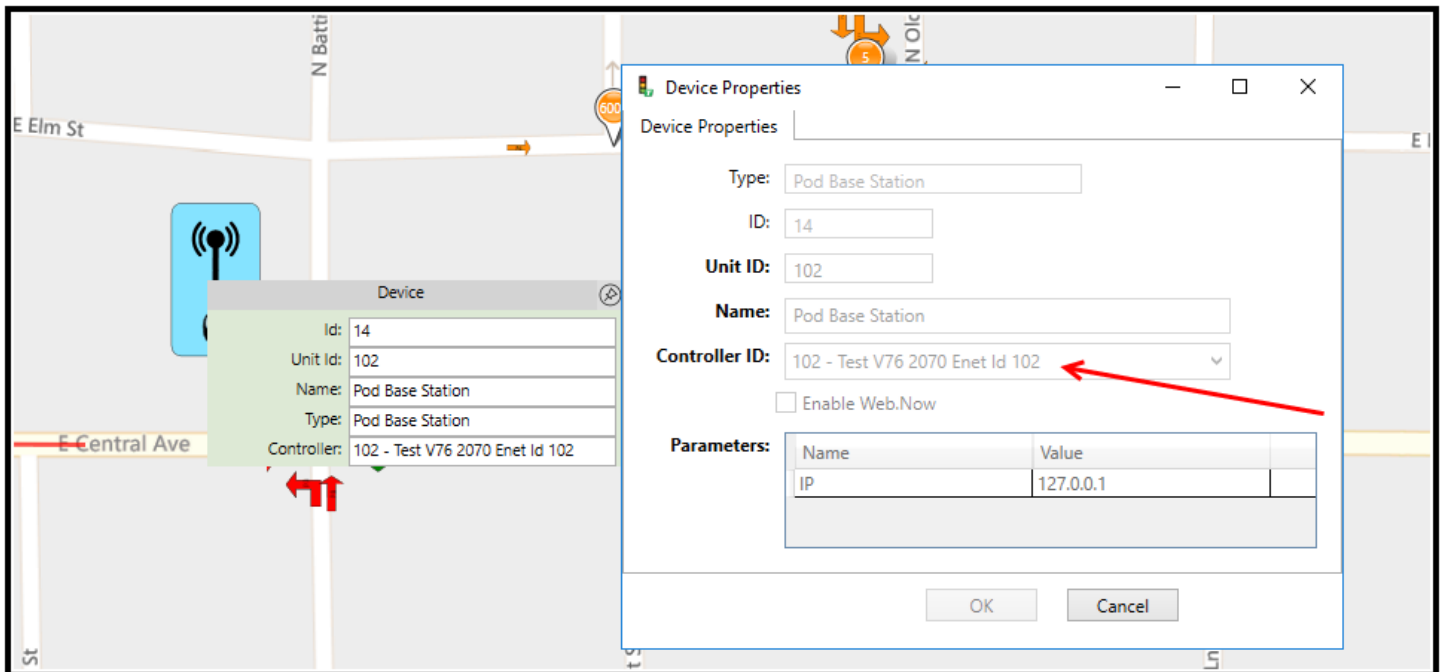 N Batti
N Old
5
600
E Elm St
E
Device Properties
Device Properties
Type: Pod Base Station
ID: 14
Unit ID: 102
Name: Pod Base Station
Controller ID: 102 - Test V76 2070 Enet Id 102
Enable Web.Now
Parameters:
Name Value
IP 127.0.0.1
OK Cancel
Device
Id: 14
Unit Id: 102
Name: Pod Base Station
Type: Pod Base Station
Controller: 102 - Test V76 2070 Enet Id 102
E Central Ave
St
t S
Ln